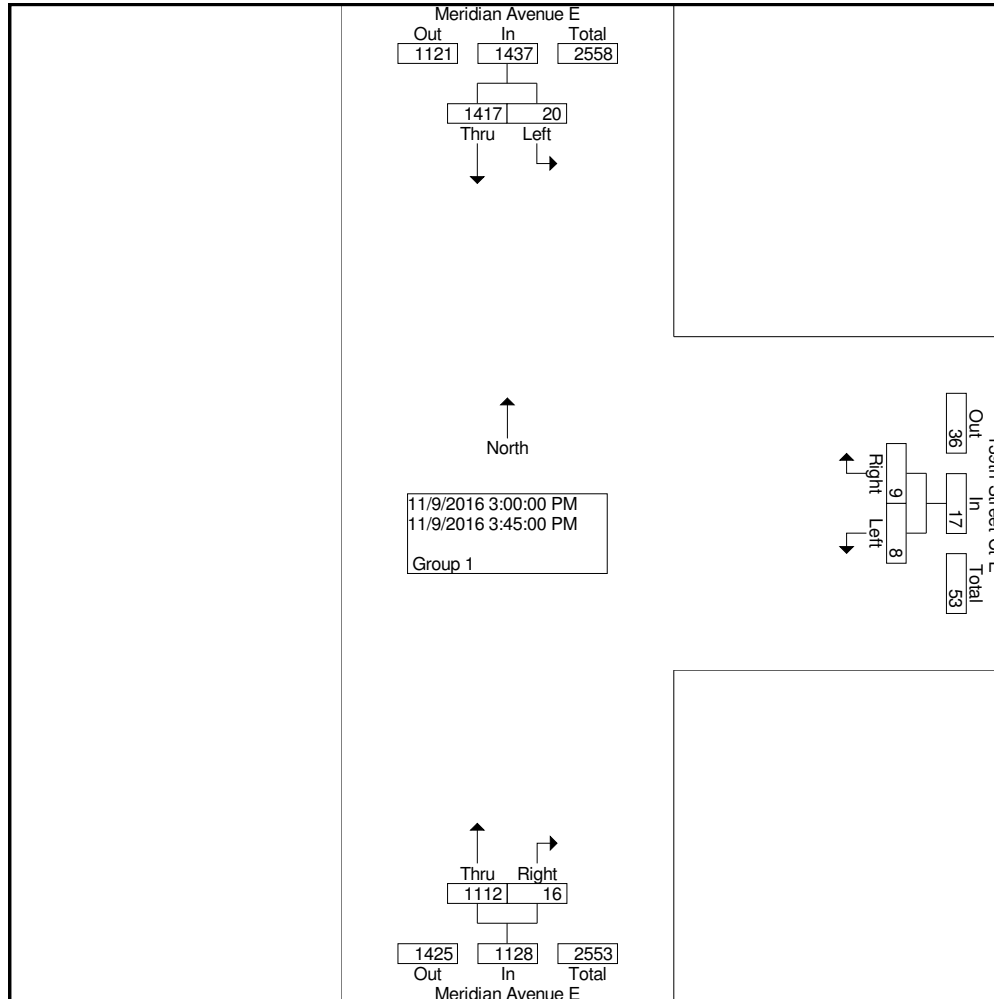 Meridian Avenue E
Out In Total
1121 1437 2558
1417 20
Thru Left
North
11/9/2016 3:00:00 PM
11/9/2016 3:45:00 PM
Group 1
Out In Total
36 17 53
9 8
Right Left
Thru Right
1112 16
1425 1128 2553
Out In Total
Meridian Avenue E